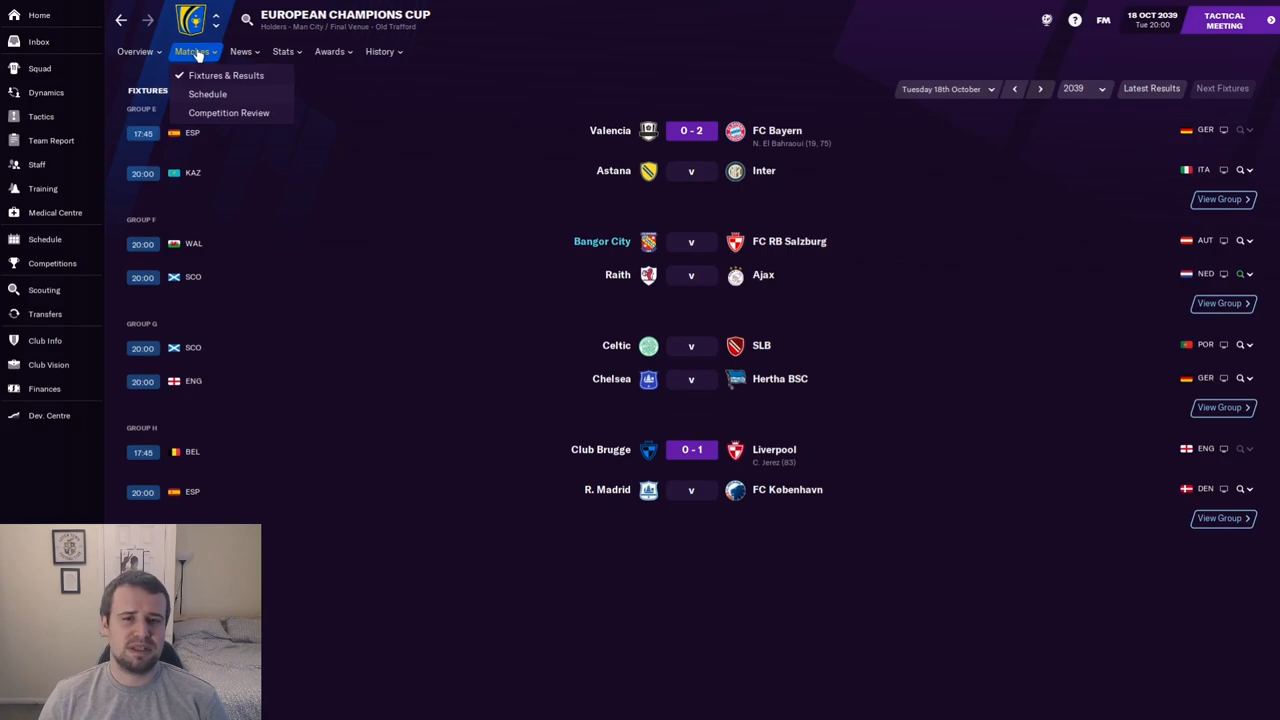 Home
Inbox
Squad
Dynamics
Tactics
Team Report
Staff
Training
Medical Centre
Schedule
Competitions
Scouting
Transfers
Club Info
Club Vision
Finances
Dev. Centre
EUROPEAN CHAMPIONS CUP
Holders - Man City / Final Venue - Old Trafford
FM
18 OCT 2039
Tue 20:00
TACTICAL
MEETING
Overview Matches News Stats Awards History
Fixtures & Results
Schedule
Competition Review
FIXTURES
Tuesday 18th October 2039 Latest Results Next Fixtures
GROUP E
17:45 ESP Valencia 0 - 2 FC Bayern GER
N. El Bahraoui (19, 75)
20:00 KAZ Astana v Inter ITA
View Group
GROUP F
20:00 WAL Bangor City v FC RB Salzburg AUT
20:00 SCO Raith v Ajax NED
View Group
GROUP G
20:00 SCO Celtic v SLB POR
20:00 ENG Chelsea v Hertha BSC GER
View Group
GROUP H
17:45 BEL Club Brugge 0 - 1 Liverpool ENG
C. Jerez (83)
20:00 ESP R. Madrid v FC København DEN
View Group